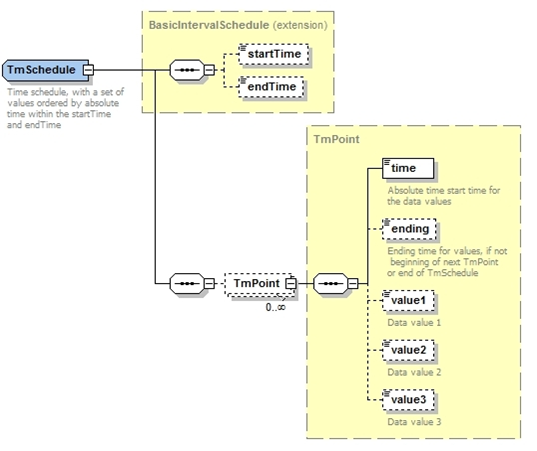 BasicIntervalSchedule (extension)
startTime
endTime
TmSchedule
Time schedule, with a set of
values ordered by absolute
time within the startTime
and endTime
TmPoint
time
Absolute time start time for
the data values
ending
Ending time for values, if not
beginning of next TmPoint
or end of TmSchedule
TmPoint
0..∞
value1
Data value 1
value2
Data value 2
value3
Data value 3